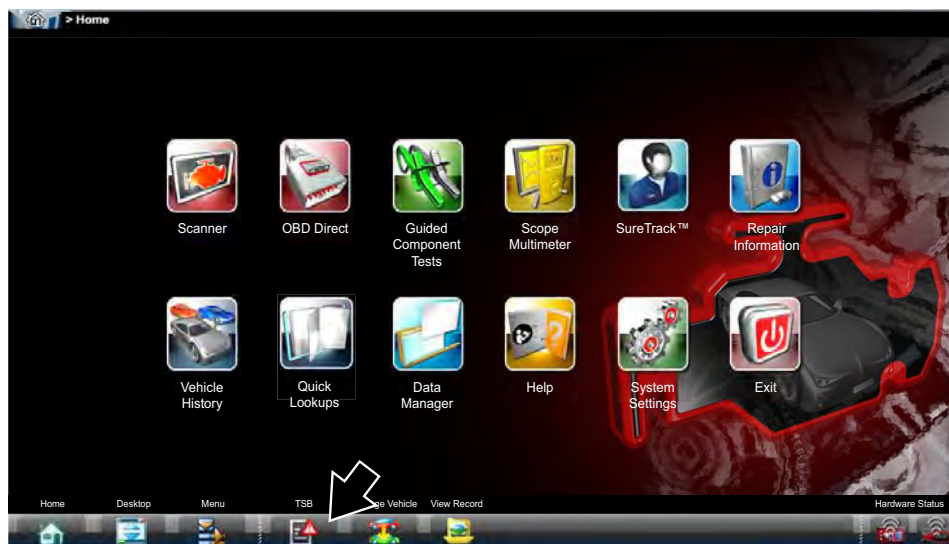 > Home
Scanner
OBD Direct
Guided
Component
Tests
Scope
Multimeter
SureTrack™
Repair
Information
Vehicle
History
Quick
Lookups
Data
Manager
Help
System
Settings
Exit
Home Desktop Menu TSB Vehicle View Record Hardware Status